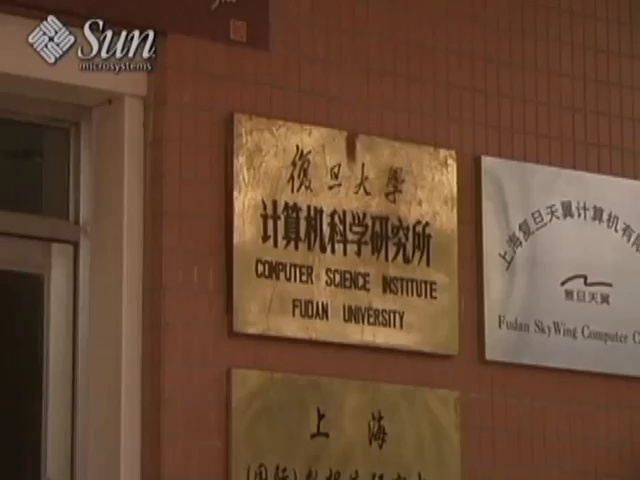 Sun
microsystems
復旦大學
计算机科学研究所
COMPUTER SCIENCE INSTITUTE
FUDAN UNIVERSITY
上海复旦天翼计算机有限
复旦天翼
Fudan SkyWing Computer C
上海